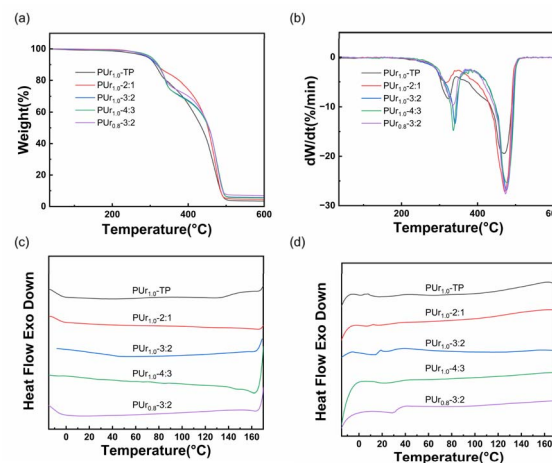 (a)
100
80
60
40
20
0
0 200 400 600
Weight(%)
Temperature(°C)
PUr1.0-TP
PUr1.0-2:1
PUr1.0-3:2
PUr1.0-4:3
PUr0.8-3:2
(b)
0
-10
-20
-30
0 200 400 600
dW/dt(%/min)
Temperature(°C)
PUr1.0-TP
PUr1.0-2:1
PUr1.0-3:2
PUr1.0-4:3
PUr0.8-3:2
(c)
Heat Flow Exo Down
PUr1.0-TP
PUr1.0-2:1
PUr1.0-3:2
PUr1.0-4:3
PUr0.8-3:2
0 20 40 60 80 100 120 140 160
Temperature(°C)
(d)
Heat Flow Exo Down
PUr1.0-TP
PUr1.0-2:1
PUr1.0-3:2
PUr1.0-4:3
PUr0.8-3:2
0 20 40 60 80 100 120 140 160
Temperature(°C)